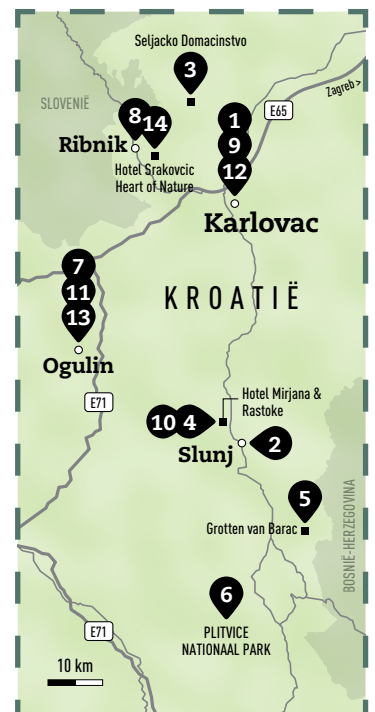 Seljacko Domacinstvo
3
Zagreb >
SLOVENIË
E65
8
14
1
9
12
Ribnik
Hotel Srakovcic
Heart of Nature
Karlovac
7
11
13
KROATIË
Ogulin
E71
Hotel Mirjana &
Rastoke
10
4
2
Slunj
5
Grotten van Barac
BOSNIË-HERZEGOVINA
6
PLITVICE
NATIONAAL PARK
E71
10 km